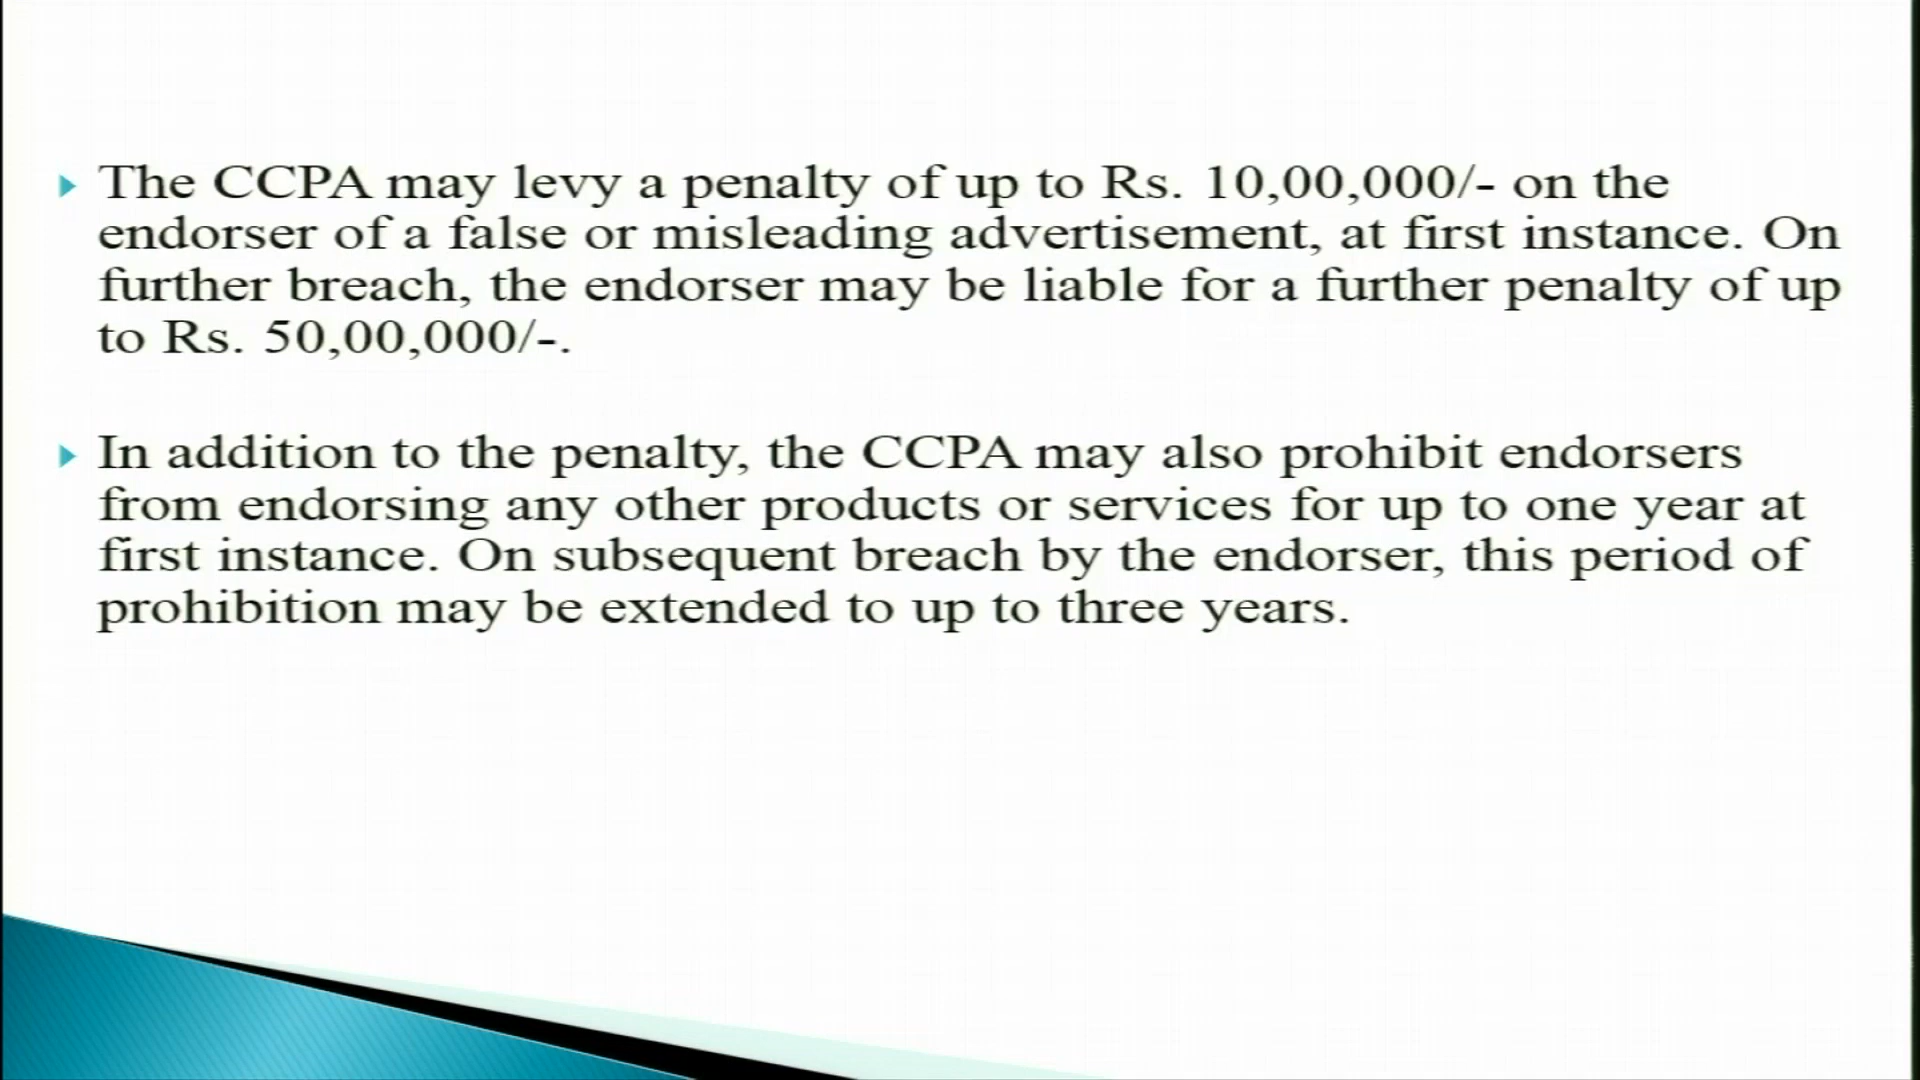 The CCPA may levy a penalty of up to Rs. 10,00,000/- on the
endorser of a false or misleading advertisement, at first instance. On
further breach, the endorser may be liable for a further penalty of up
to Rs. 50,00,000/-.
In addition to the penalty, the CCPA may also prohibit endorsers
from endorsing any other products or services for up to one year at
first instance. On subsequent breach by the endorser, this period of
prohibition may be extended to up to three years.